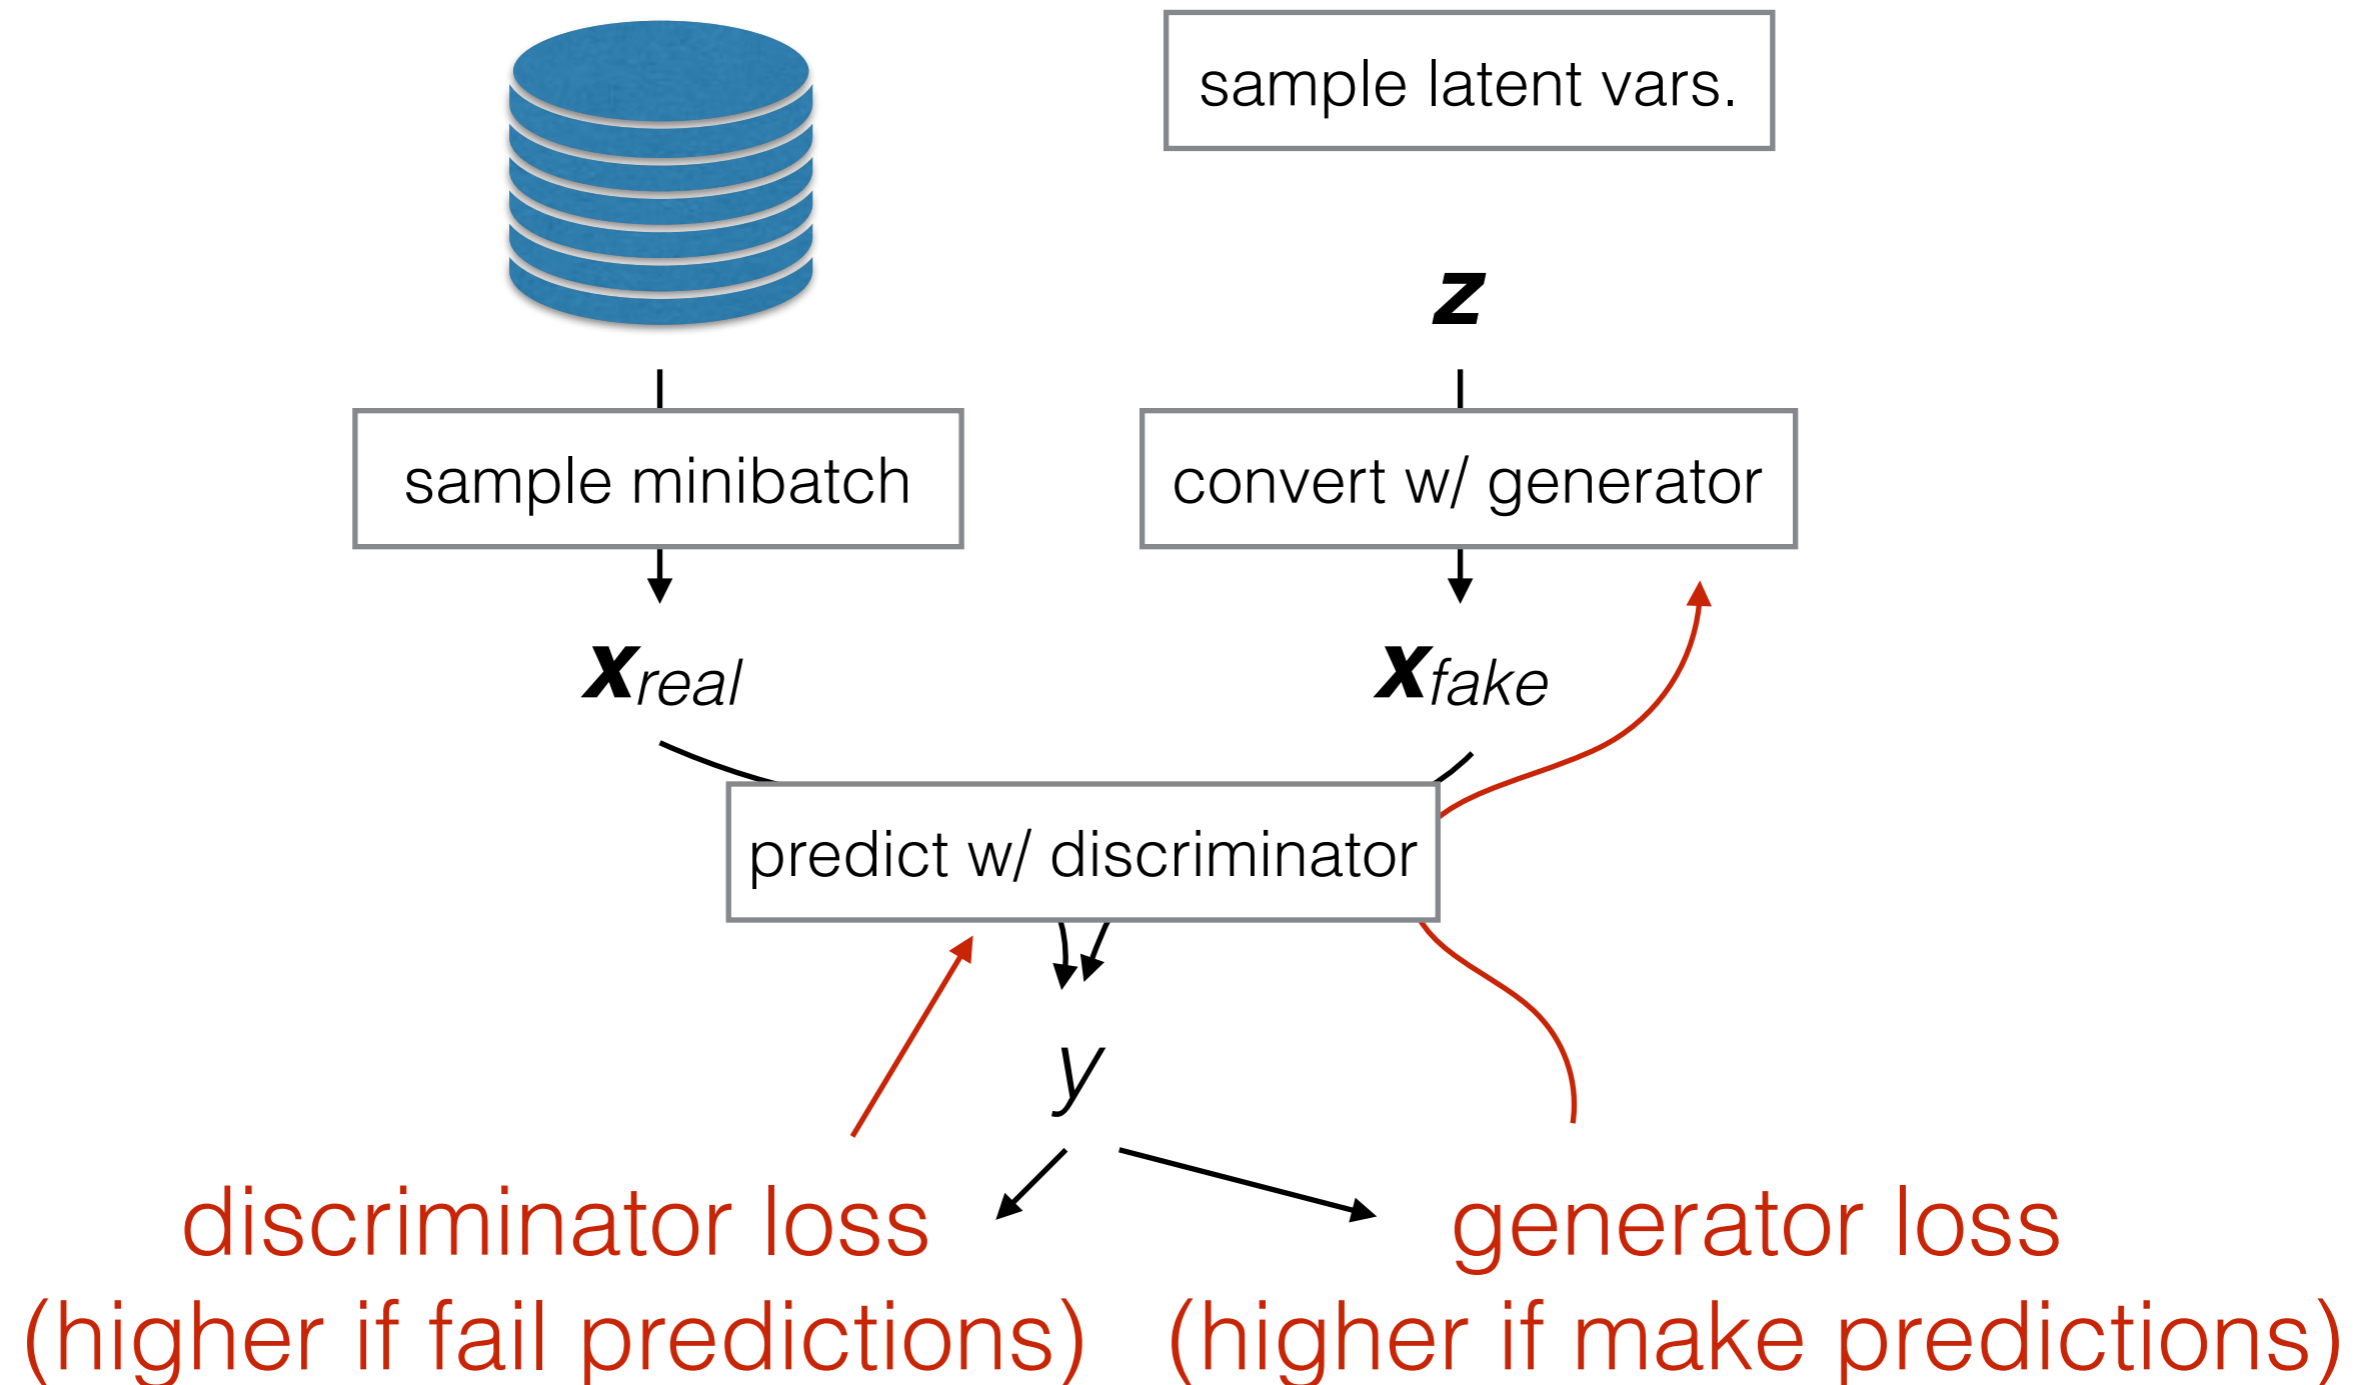 sample latent vars.
z
sample minibatch
convert w/ generator
xreal
xfake
predict w/ discriminator
y
discriminator loss
(higher if fail predictions)
generator loss
(higher if make predictions)